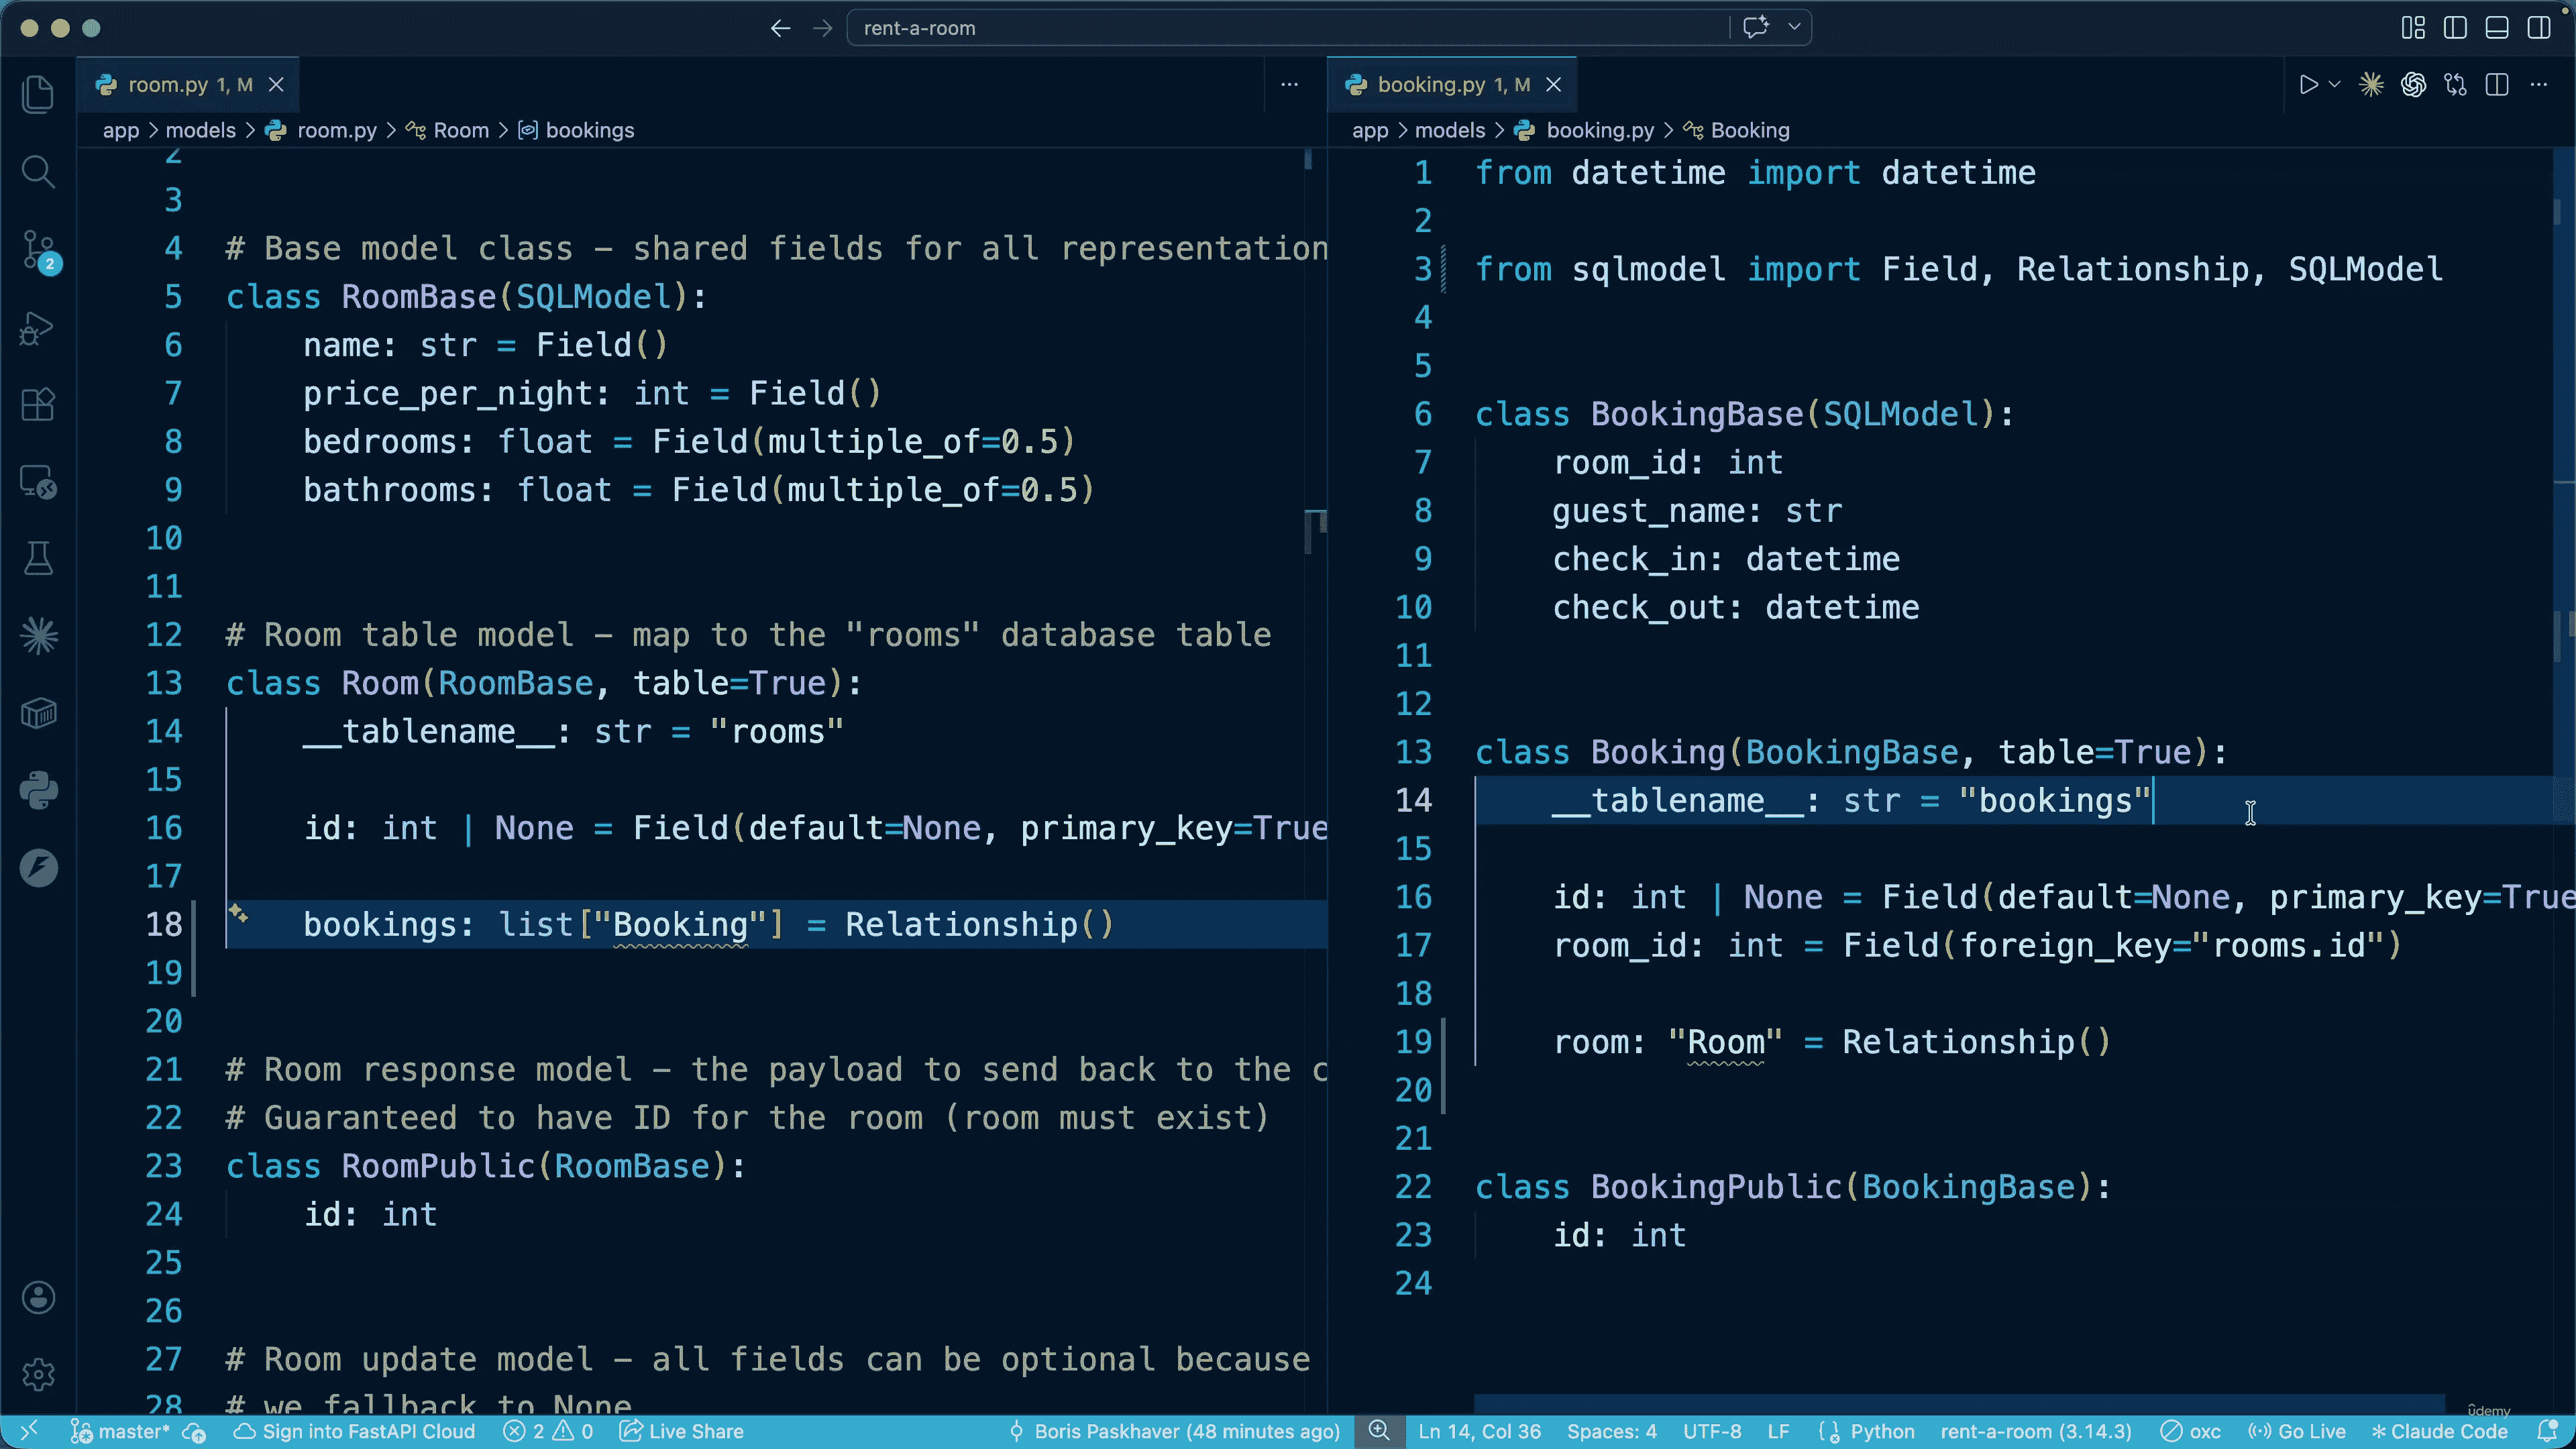 rent-a-room
room.py 1, M
booking.py 1, M
app > models > room.py > Room > bookings
app > models > booking.py > Booking
2
3
4 # Base model class – shared fields for all representation
5 class RoomBase(SQLModel):
6 name: str = Field()
7 price_per_night: int = Field()
8 bedrooms: float = Field(multiple_of=0.5)
9 bathrooms: float = Field(multiple_of=0.5)
10
11
12 # Room table model – map to the "rooms" database table
13 class Room(RoomBase, table=True):
14 __tablename__: str = "rooms"
15
16 id: int | None = Field(default=None, primary_key=True
17
18 bookings: list["Booking"] = Relationship()
19
20
21 # Room response model – the payload to send back to the c
22 # Guaranteed to have ID for the room (room must exist)
23 class RoomPublic(RoomBase):
24 id: int
25
26
27 # Room update model – all fields can be optional because
28 # we fallback to None
1 from datetime import datetime
2
3 from sqlmodel import Field, Relationship, SQLModel
4
5
6 class BookingBase(SQLModel):
7 room_id: int
8 guest_name: str
9 check_in: datetime
10 check_out: datetime
11
12
13 class Booking(BookingBase, table=True):
14 __tablename__: str = "bookings"
15
16 id: int | None = Field(default=None, primary_key=True
17 room_id: int = Field(foreign_key="rooms.id")
18
19 room: "Room" = Relationship()
20
21
22 class BookingPublic(BookingBase):
23 id: int
24
2
udemy
master* Sign into FastAPI Cloud 2 0 Live Share Boris Paskhaver (48 minutes ago) Ln 14, Col 36 Spaces: 4 UTF-8 LF Python rent-a-room (3.14.3) oxc Go Live Claude Code